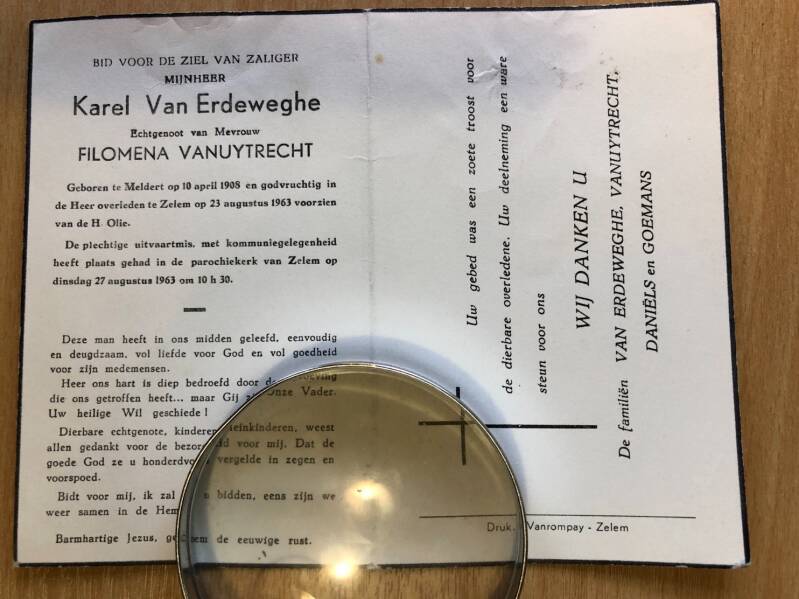 BID VOOR DE ZIEL VAN ZALIGER
MIJNHEER
Karel Van Erdeweghe
Echtgenoot van Mevrouw
FILOMENA VANUYTRECHT
Geboren te Meldert op 10 april 1908 en godvruchtig in
de Heer overleden te Zelem op 23 augustus 1963 voorzien
van de H. Olie.
De plechtige uitvaartmis, met kommuniegelegenheid
heeft plaats gehad in de parochiekerk van Zelem op
dinsdag 27 augustus 1963 om 10 h 30.
Deze man heeft in ons midden geleefd, eenvoudig
en deugdzaam, vol liefde voor God en vol goedheid
voor zijn medemensen.
Heer ons hart is diep bedroefd door de
die ons getroffen heeft... maar Gij Onze Vader.
Uw heilige Wil geschiede !
Dierbare echtgenote, kinderen, kleinkinderen, weest
allen gedankt voor de voor mij. Dat de
goede God ze u vergelde in zegen en
voorspoed.
Bidt voor mij, ik zal bidden, eens zijn we
weer samen in de
Barmhartige Jezus, de eeuwige rust.
Uw gebed was een zoete troost voor
de dierbare overledene. Uw deelneming een ware
steun voor ons
WIJ DANKEN U
De familiën VAN ERDEWEGHE, VANUYTRECHT,
DANIËLS en GOEMANS
Druk. Vanrompay - Zelem